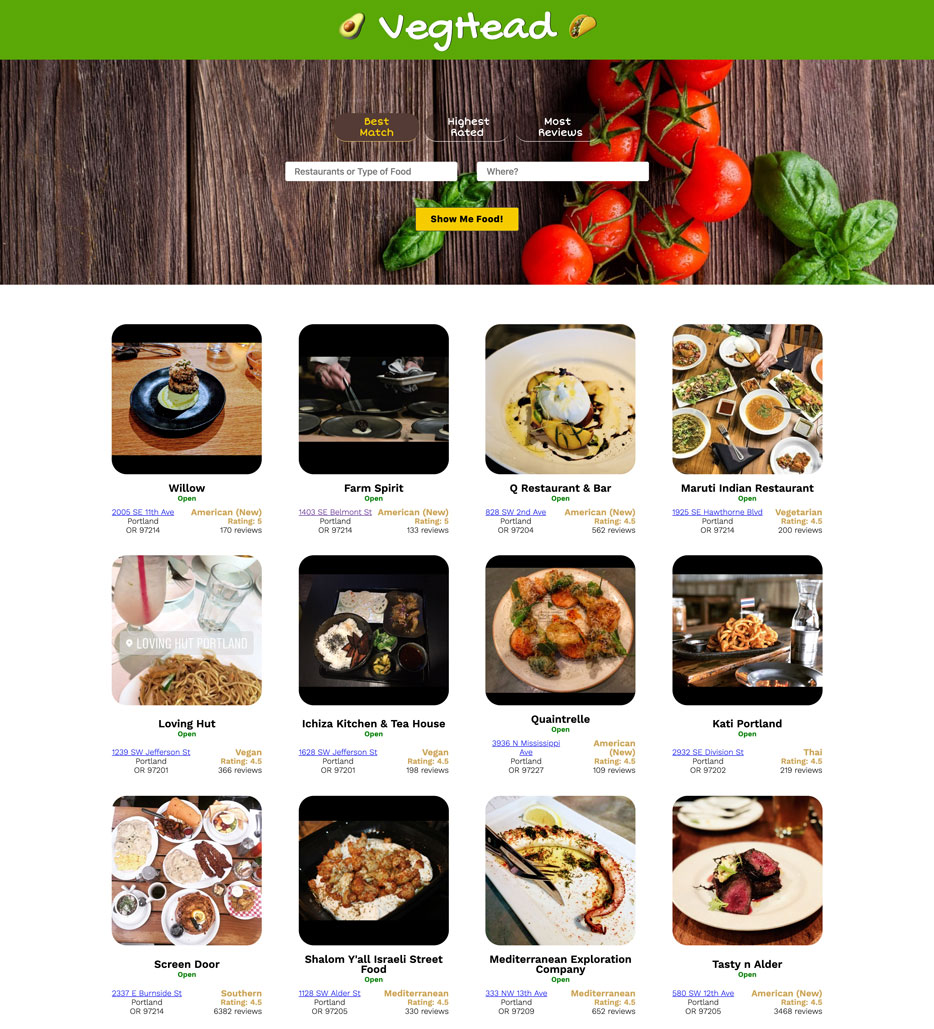 VegHead
Best
Match
Highest
Rated
Most
Reviews
Restaurants or Type of Food
Where?
Show Me Food!
Willow
Open
2005 SE 11th Ave
Portland
OR 97214
American (New)
Rating: 5
170 reviews
Farm Spirit
Open
1403 SE Belmont St
Portland
OR 97214
American (New)
Rating: 5
133 reviews
Q Restaurant & Bar
Open
828 SW 2nd Ave
Portland
OR 97204
American (New)
Rating: 4.5
562 reviews
Maruti Indian Restaurant
Open
1925 SE Hawthorne Blvd
Portland
OR 97214
Vegetarian
Rating: 4.5
200 reviews
LOVING HUT PORTLAND
Loving Hut
Open
1239 SW Jefferson St
Portland
OR 97201
Vegan
Rating: 4.5
366 reviews
Ichiza Kitchen & Tea House
Open
1628 SW Jefferson St
Portland
OR 97201
Vegan
Rating: 4.5
198 reviews
Quaintrelle
Open
3936 N Mississippi
Ave
Portland
OR 97227
American
(New)
Rating: 4.5
109 reviews
Kati Portland
Open
2932 SE Division St
Portland
OR 97202
Thai
Rating: 4.5
219 reviews
Screen Door
Open
2337 E Burnside St
Portland
OR 97214
Southern
Rating: 4.5
6382 reviews
Shalom Y'all Israeli Street
Food
Open
1128 SW Alder St
Portland
OR 97205
Mediterranean
Rating: 4.5
330 reviews
Mediterranean Exploration
Company
Open
333 NW 13th Ave
Portland
OR 97209
Mediterranean
Rating: 4.5
652 reviews
Tasty n Alder
Open
580 SW 12th Ave
Portland
OR 97205
American (New)
Rating: 4.5
3468 reviews